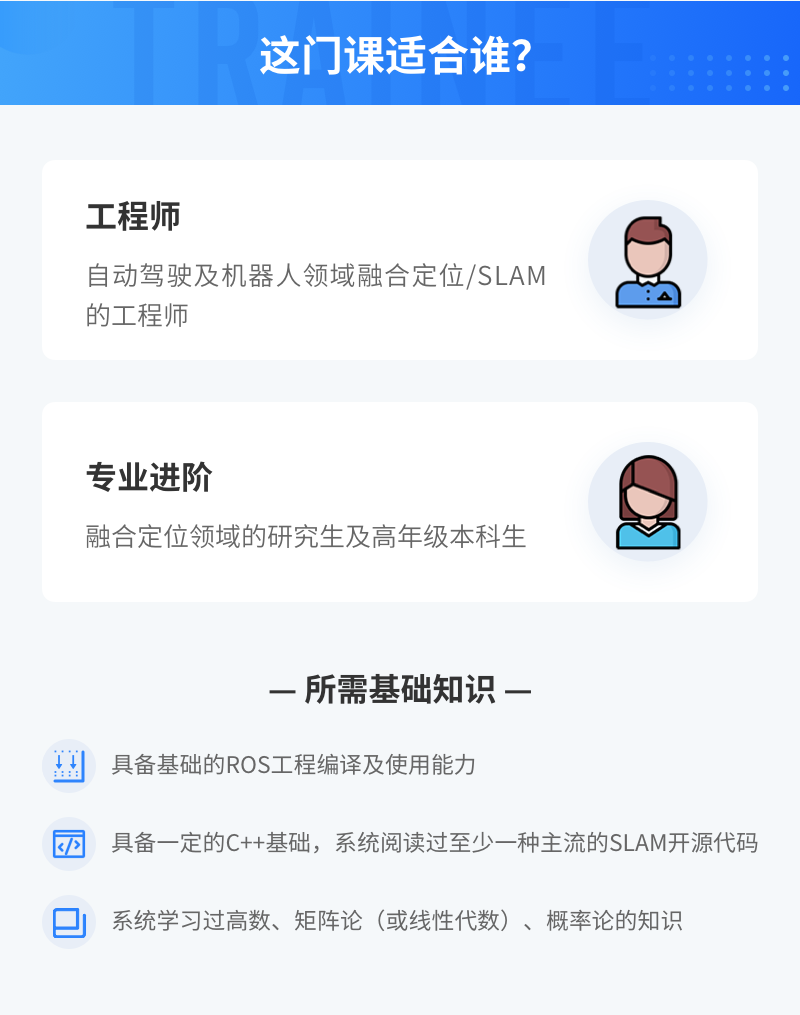 TRAINEE
这门课适合谁？
工程师
自动驾驶及机器人领域融合定位/SLAM
的工程师
专业进阶
融合定位领域的研究生及高年级本科生
— 所需基础知识 —
具备基础的ROS工程编译及使用能力
具备一定的C++基础，系统阅读过至少一种主流的SLAM开源代码
系统学习过高数、矩阵论（或线性代数）、概率论的知识